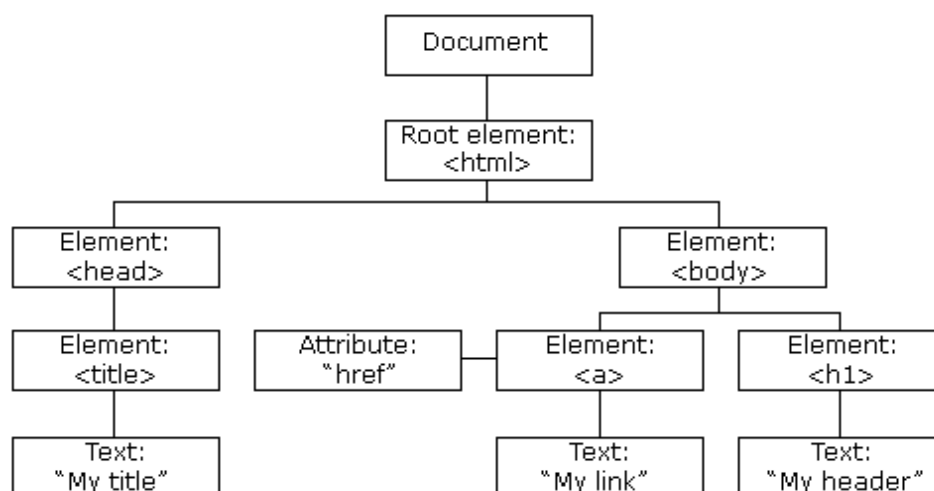 Document
Root element:
<html>
Element:
<head>
Element:
<body>
Element:
<title>
Attribute:
“href”
Element:
<a>
Element:
<h1>
Text:
“My title”
Text:
“My link”
Text:
“My header”